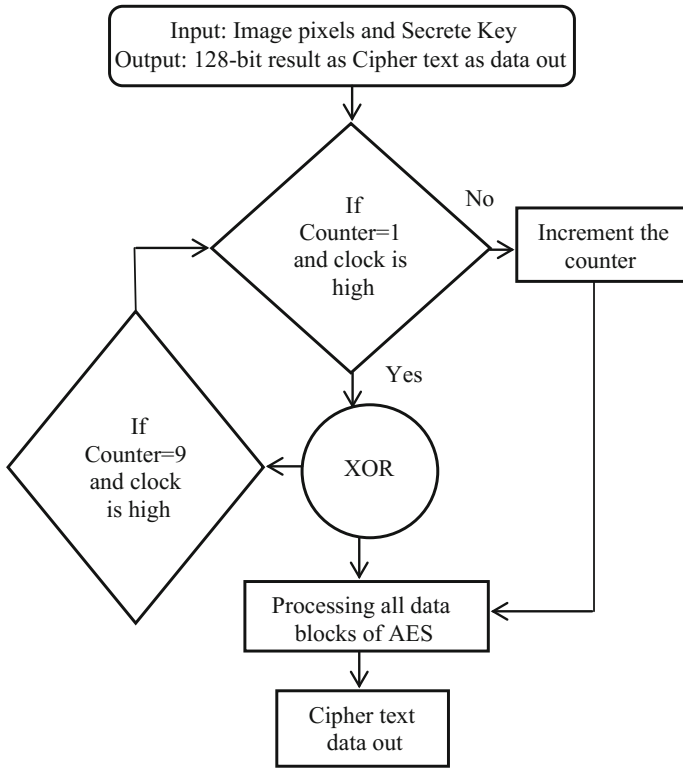 Input: Image pixels and Secrete Key
Output: 128-bit result as Cipher text as data out
If
Counter=1
and clock is
high
No
Increment the
counter
Yes
If
Counter=9
and clock
is high
XOR
Processing all data
blocks of AES
Cipher text
data out